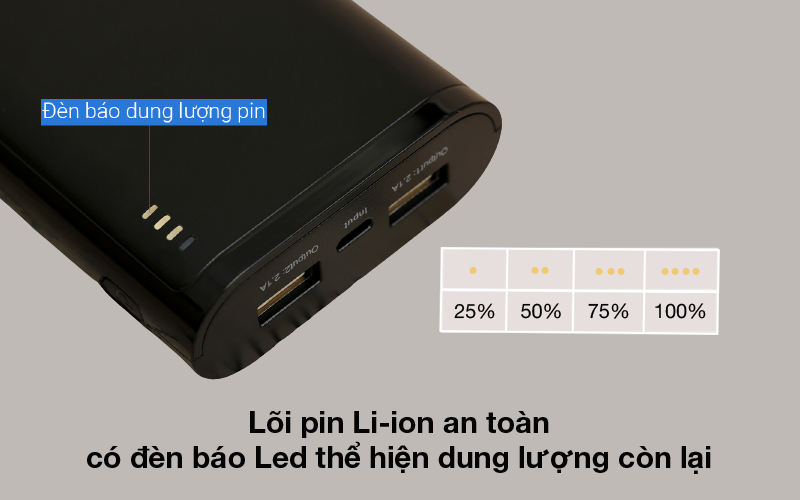 Đèn báo dung lượng pin
Output1: 2.1A
Input
Output2: 2.1A
25% 50% 75% 100%
Lõi pin Li-ion an toàn
có đèn báo Led thể hiện dung lượng còn lại